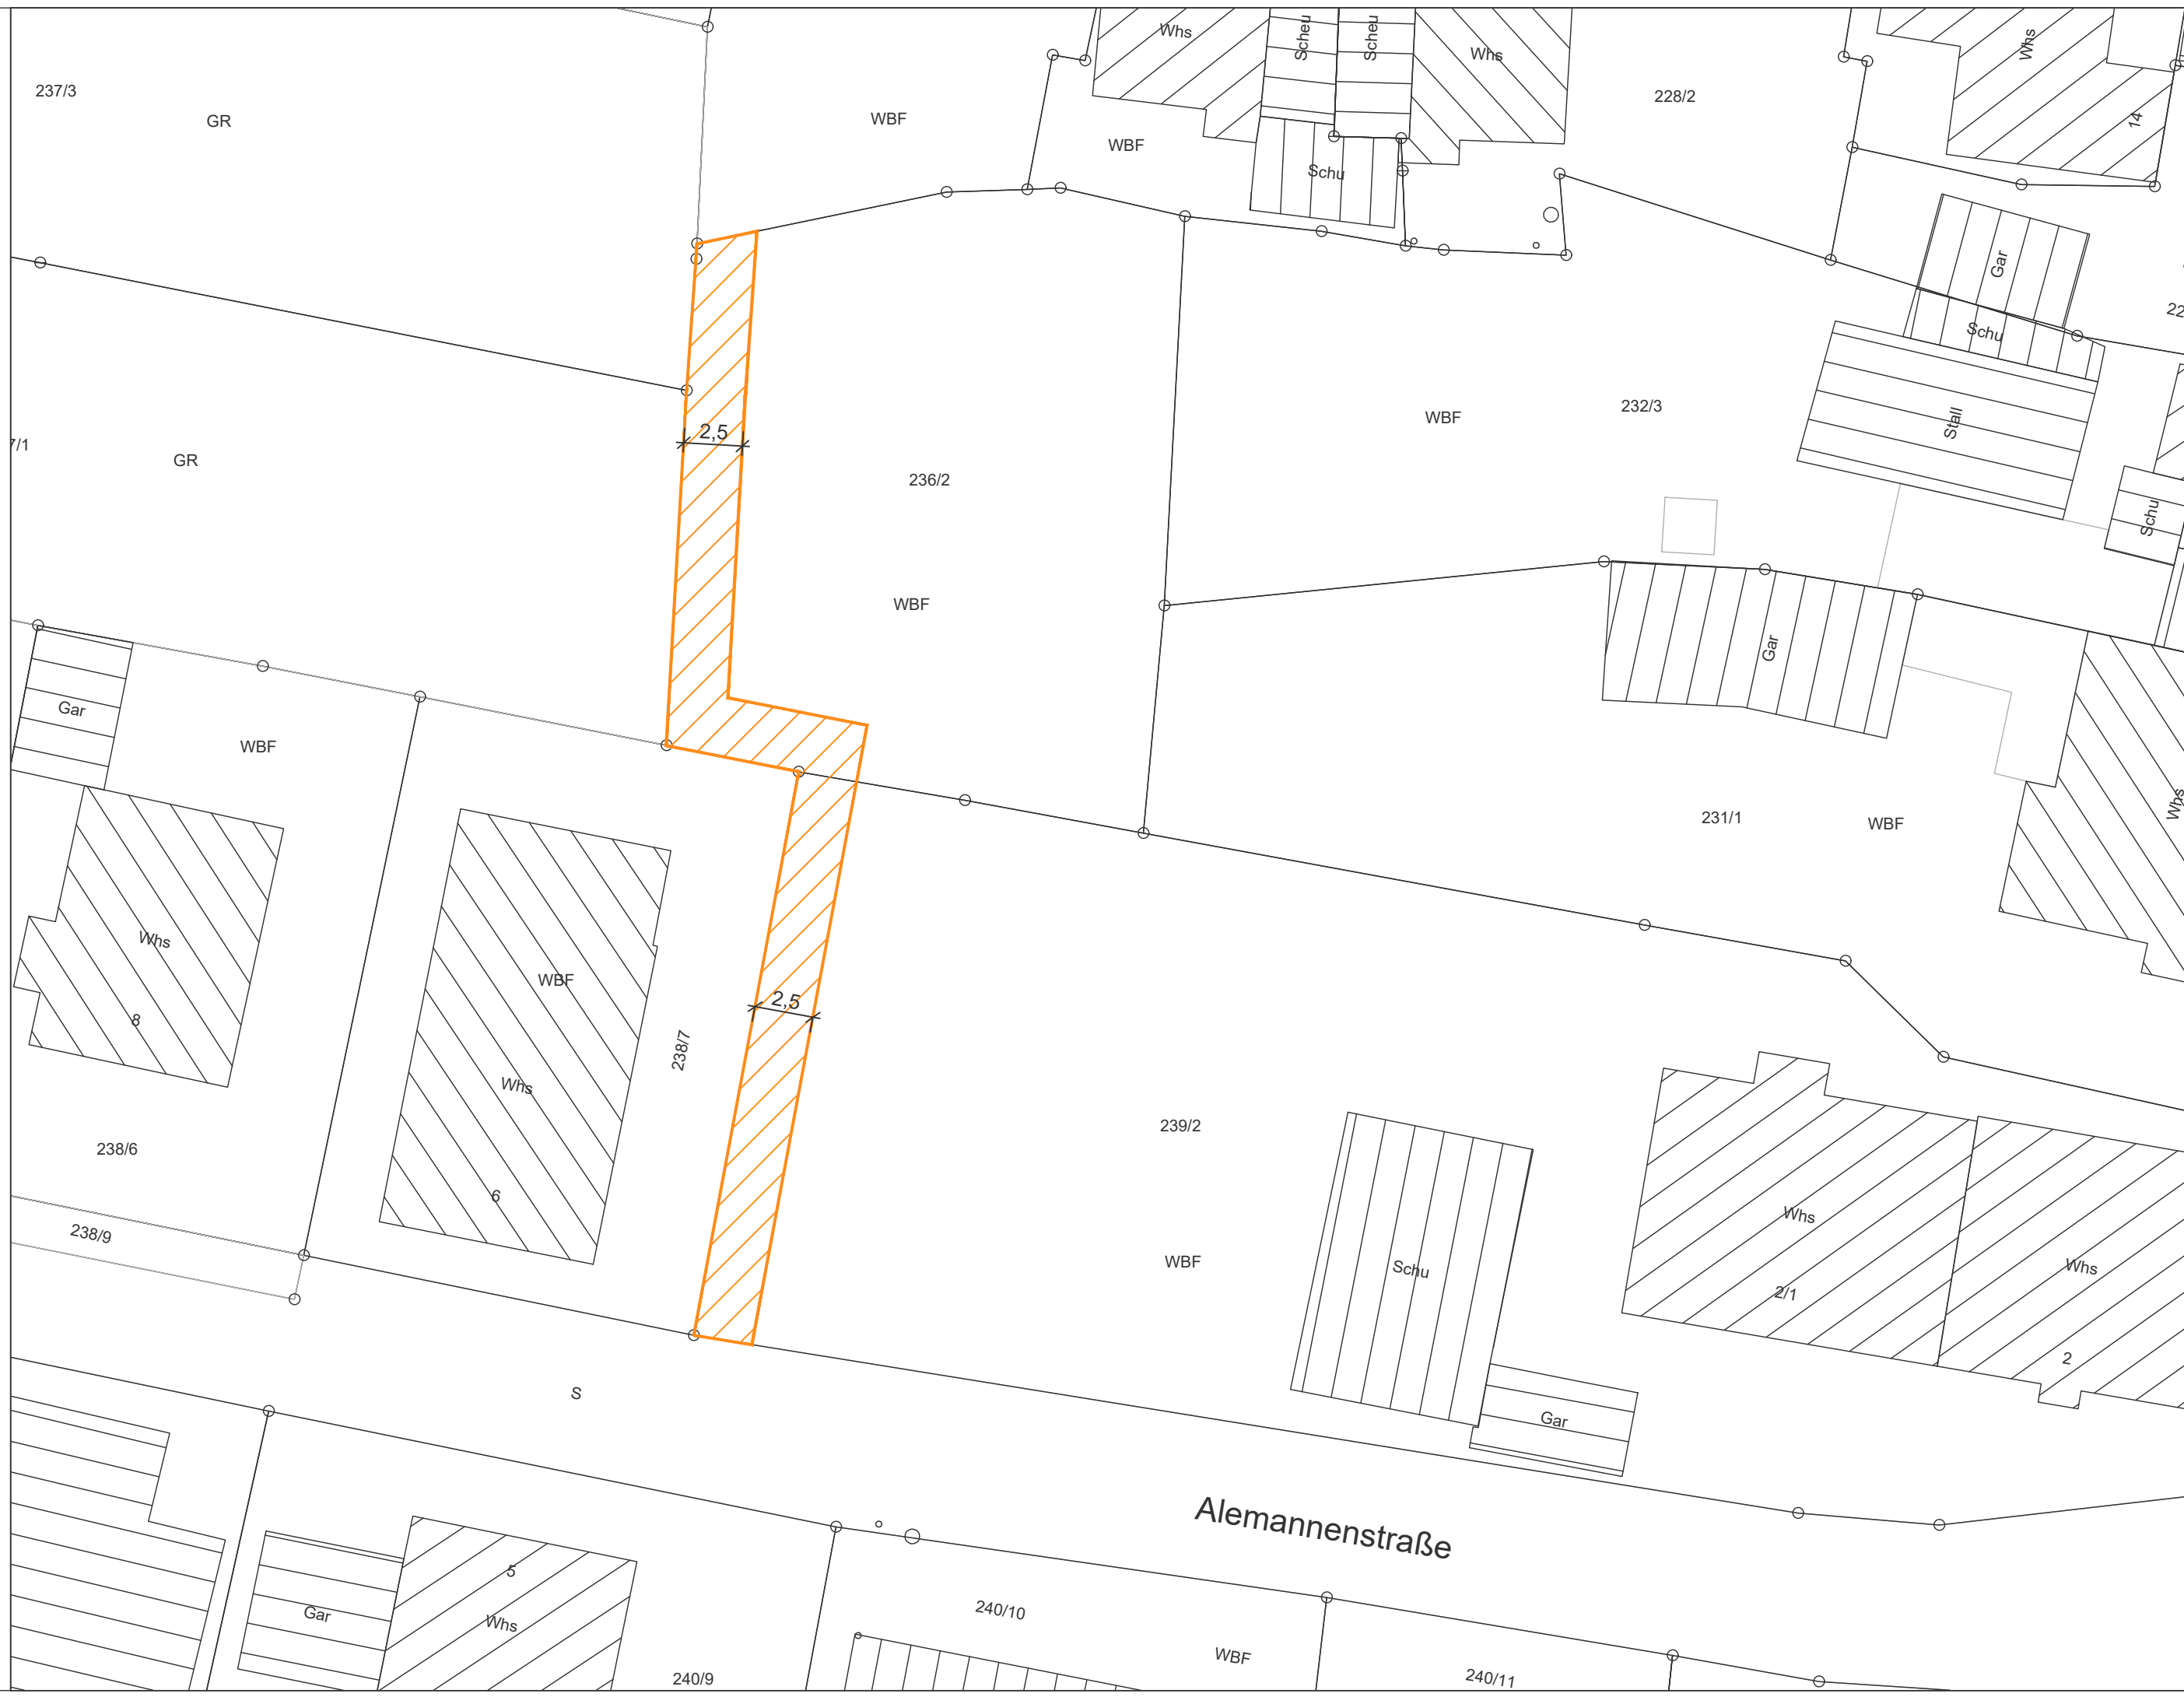 237/3
GR
WBF
WBF
Whs
Scheu
Scheu
Whs
228/2
Whs
14
Schu
Gar
Schu
7/1
GR
2,5
236/2
WBF
WBF
232/3
Stall
Schu
Gar
WBF
Gar
231/1
WBF
Whs
Whs
8
WBF
Whs
6
238/7
2,5
238/6
238/9
239/2
WBF
Schu
Whs
2/1
Whs
2
Gar
S
Alemannenstraße
5
Whs
Gar
240/9
240/10
WBF
240/11